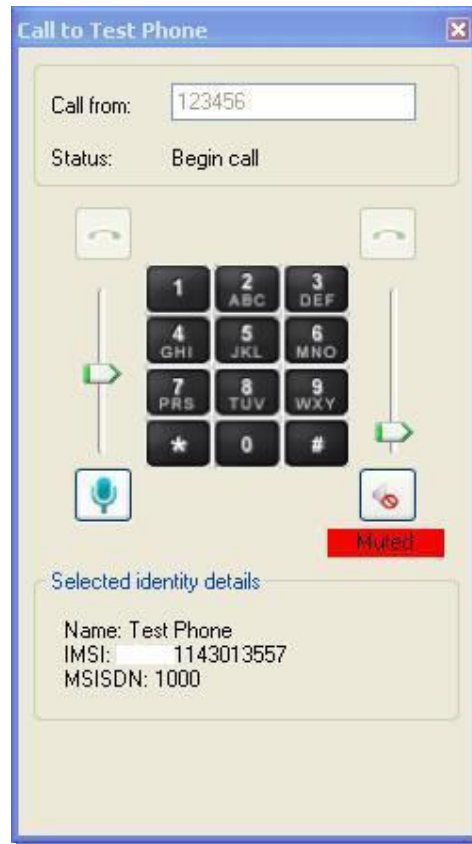 Call to Test Phone
Call from: 123456
Status: Begin call
1 2 3
ABC DEF
4 5 6
GHI JKL MNO
7 8 9
PRS TUV WXY
* 0 #
Muted
Selected identity details
Name: Test Phone
IMSI: 1143013557
MSISDN: 1000